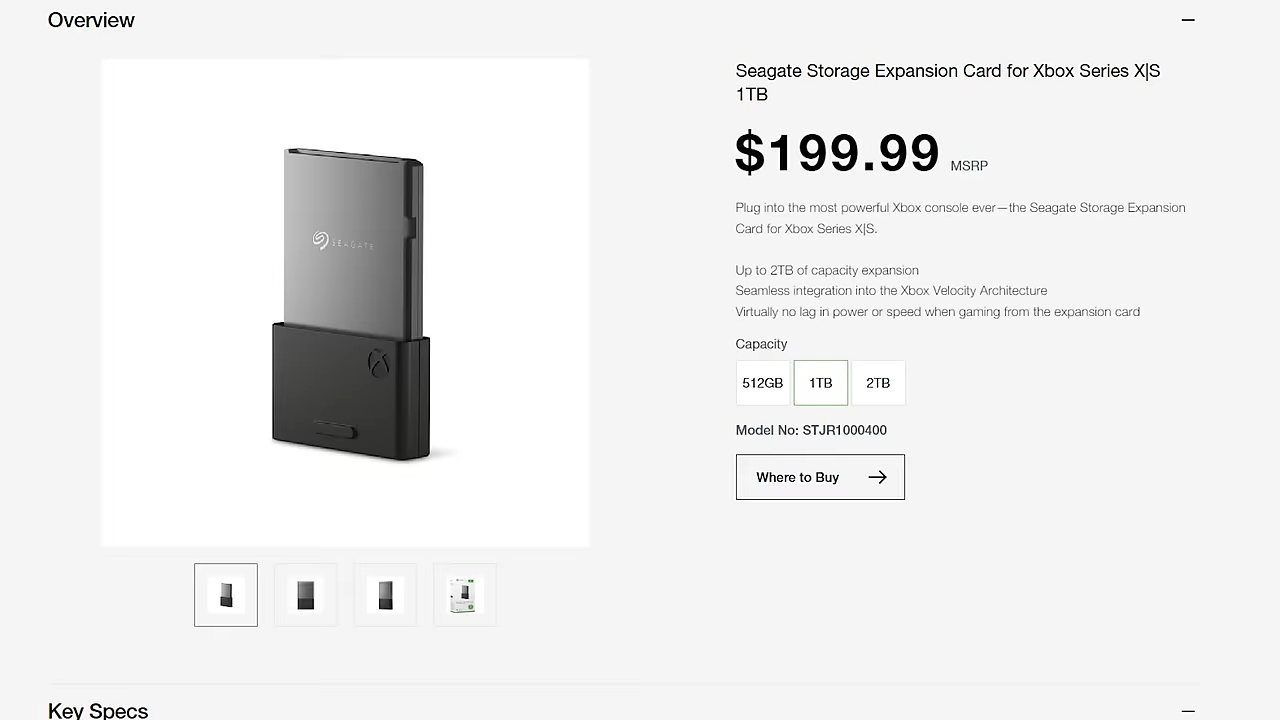 Overview
SEAGATE
Seagate Storage Expansion Card for Xbox Series X|S
1TB
$199.99 MSRP
Plug into the most powerful Xbox console ever—the Seagate Storage Expansion
Card for Xbox Series X|S.
Up to 2TB of capacity expansion
Seamless integration into the Xbox Velocity Architecture
Virtually no lag in power or speed when gaming from the expansion card
Capacity
512GB 1TB 2TB
Model No: STJR1000400
Where to Buy
Key Specs